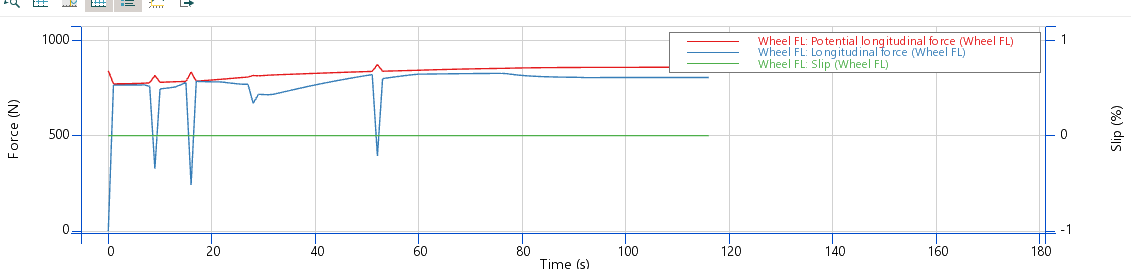 Wheel FL: Potential longitudinal force (Wheel FL)
Wheel FL: Longitudinal force (Wheel FL)
Wheel FL: Slip (Wheel FL)
1000
500
0
Force (N)
1
0
-1
Slip (%)
0 20 40 60 80 100 120 140 160 180
Time (s)